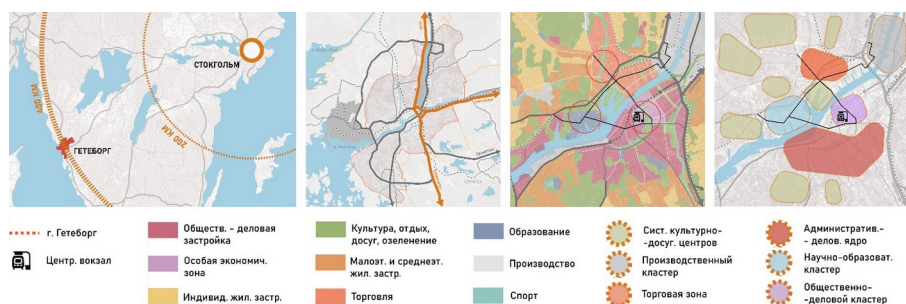 СТОКГОЛЬМ
400 КМ
200 КМ
ГЕТЕБОРГ
г. Гетеборг
Центр. вокзал
Обществ. - деловая
застройка
Особая экономич.
зона
Индивид. жил. застр.
Культура, отдых,
досуг, озеленение
Малоэт. и среднеэт.
жил. застр.
Торговля
Образование
Производство
Спорт
Сист. культурно-
-досуг. центров
Производственный
кластер
Торговая зона
Административ.-
- делов. ядро
Научно-образоват.
кластер
Общественно-
-деловой кластер